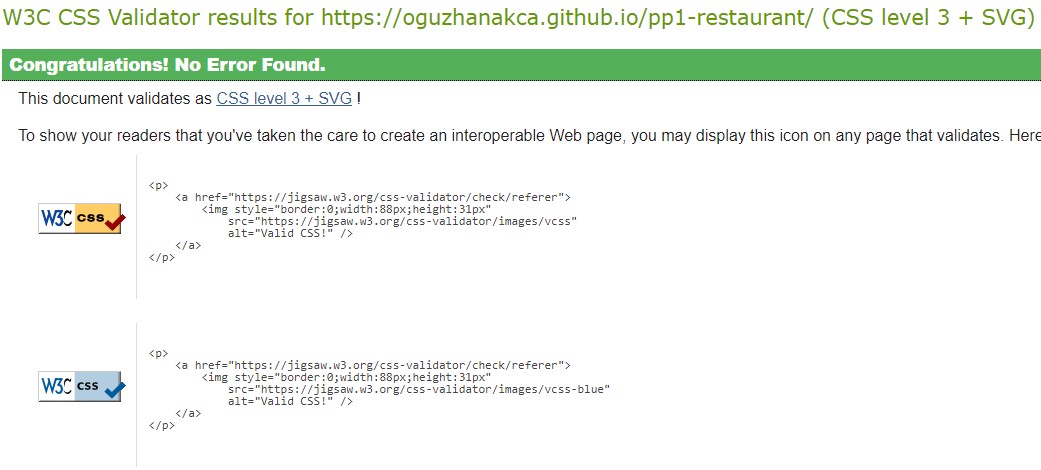 W3C CSS Validator results for https://oguzhanakca.github.io/pp1-restaurant/ (CSS level 3 + SVG)
Congratulations! No Error Found.
This document validates as CSS level 3 + SVG !
To show your readers that you've taken the care to create an interoperable Web page, you may display this icon on any page that validates. Here
W3C css
<p>
    <a href="https://jigsaw.w3.org/css-validator/check/referer">
        <img style="border:0;width:88px;height:31px"
            src="https://jigsaw.w3.org/css-validator/images/vcss"
            alt="Valid CSS!" />
    </a>
</p>
W3C css
<p>
    <a href="https://jigsaw.w3.org/css-validator/check/referer">
        <img style="border:0;width:88px;height:31px"
            src="https://jigsaw.w3.org/css-validator/images/vcss-blue"
            alt="Valid CSS!" />
    </a>
</p>